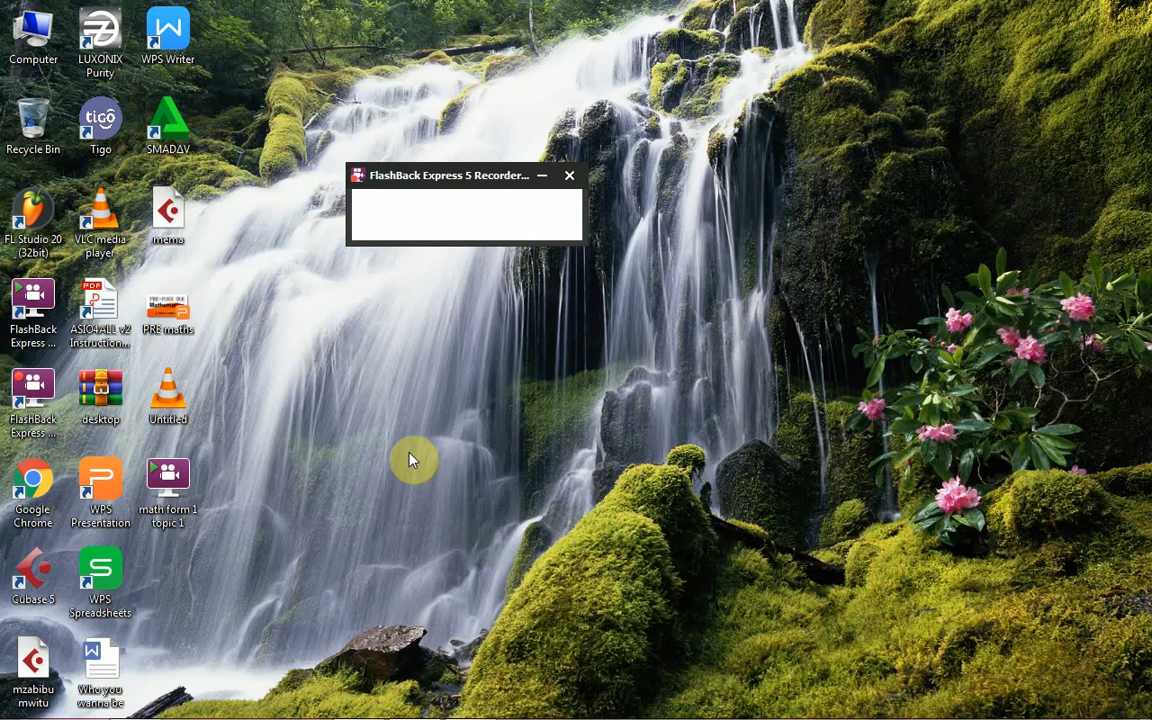 Computer
LUXONIX
Purity
WPS Writer
Recycle Bin
tigo
Tigo
SMADΔV
FL Studio 20
(32bit)
VLC media
player
mema
FlashBack
Express ...
PDF
ASIO4ALL v2
Instruction...
PRE maths
FlashBack
Express ...
desktop
Untitled
Google
Chrome
WPS
Presentation
math form 1
topic 1
Cubase 5
WPS
Spreadsheets
mzabibu
mwitu
Who you
wanna be
FlashBack Express 5 Recorder...